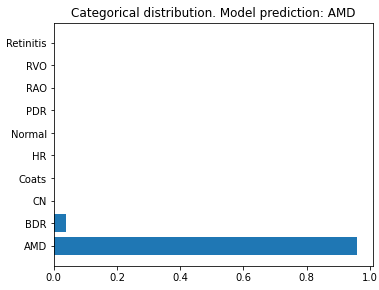 Categorical distribution. Model prediction: AMD
Retinitis
RVO
RAO
PDR
Normal
HR
Coats
CN
BDR
AMD
0.0 0.2 0.4 0.6 0.8 1.0